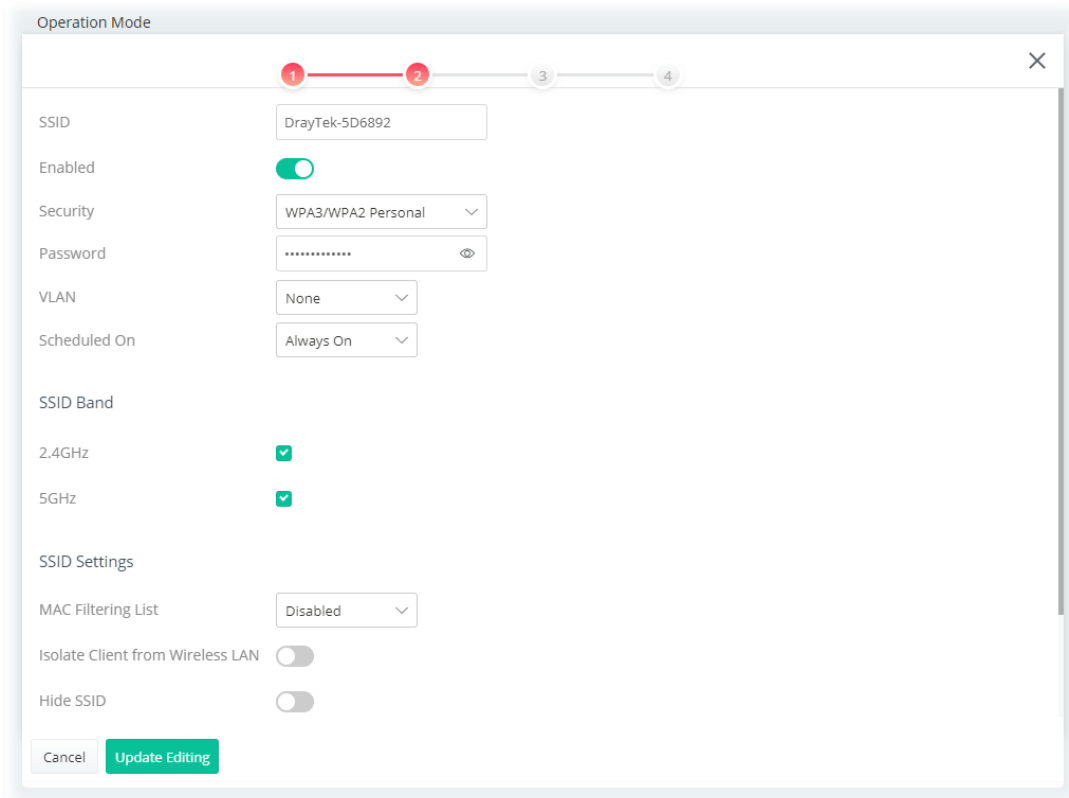 Operation Mode
1 2 3 4
SSID DrayTek-5D6892
Enabled
Security WPA3/WPA2 Personal
Password •••••••••••••
VLAN None
Scheduled On Always On
SSID Band
2.4GHz
5GHz
SSID Settings
MAC Filtering List Disabled
Isolate Client from Wireless LAN
Hide SSID
Cancel Update Editing